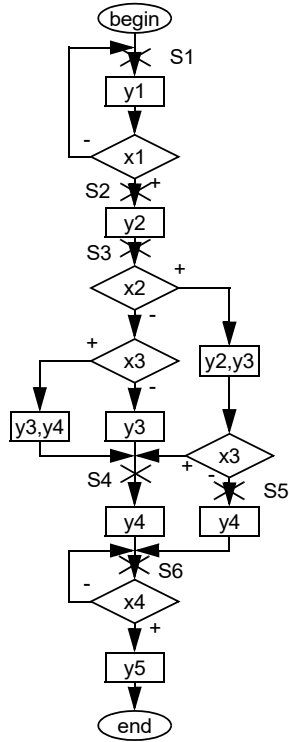 begin
S1
y1
-
x1
S2 +
y2
S3
x2 +
-
+ x3
-
y2,y3
y3,y4 y3
x3
+ -
S4 S5
y4 y4
S6
-
x4
+
y5
end